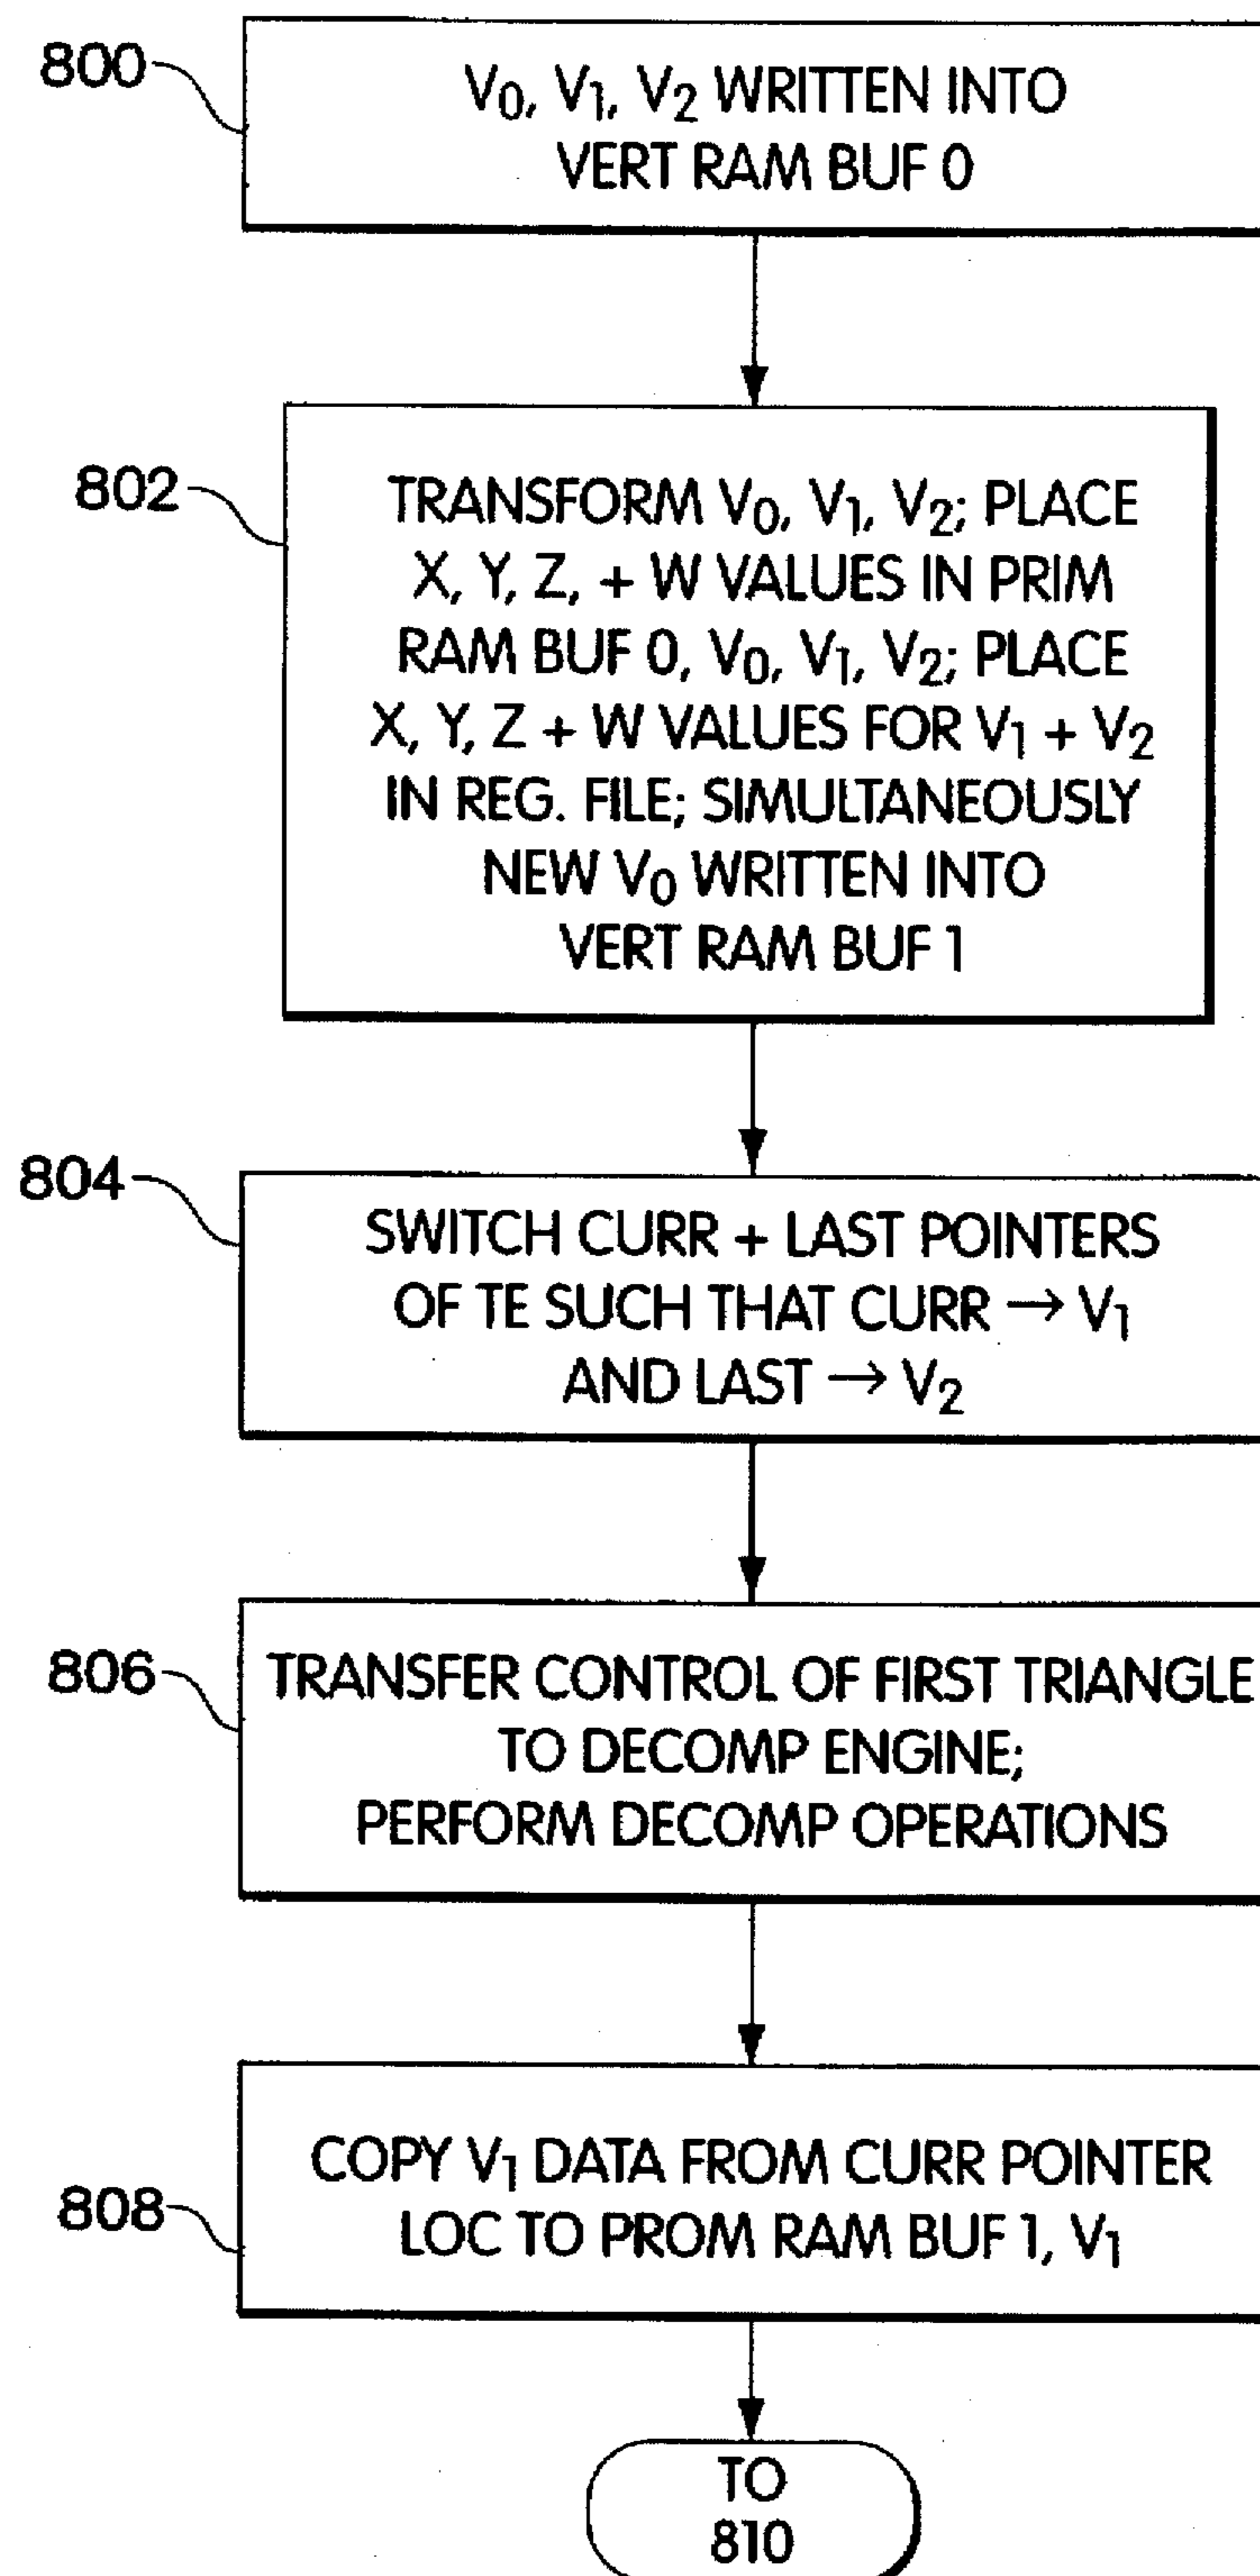 800
V0, V1, V2 WRITTEN INTO
VERT RAM BUF 0
802
TRANSFORM V0, V1, V2; PLACE
X, Y, Z, + W VALUES IN PRIM
RAM BUF 0, V0, V1, V2; PLACE
X, Y, Z + W VALUES FOR V1 + V2
IN REG. FILE; SIMULTANEOUSLY
NEW V0 WRITTEN INTO
VERT RAM BUF 1
804
SWITCH CURR + LAST POINTERS
OF TE SUCH THAT CURR → V1
AND LAST → V2
806
TRANSFER CONTROL OF FIRST TRIANGLE
TO DECOMP ENGINE;
PERFORM DECOMP OPERATIONS
808
COPY V1 DATA FROM CURR POINTER
LOC TO PROM RAM BUF 1, V1
TO
810